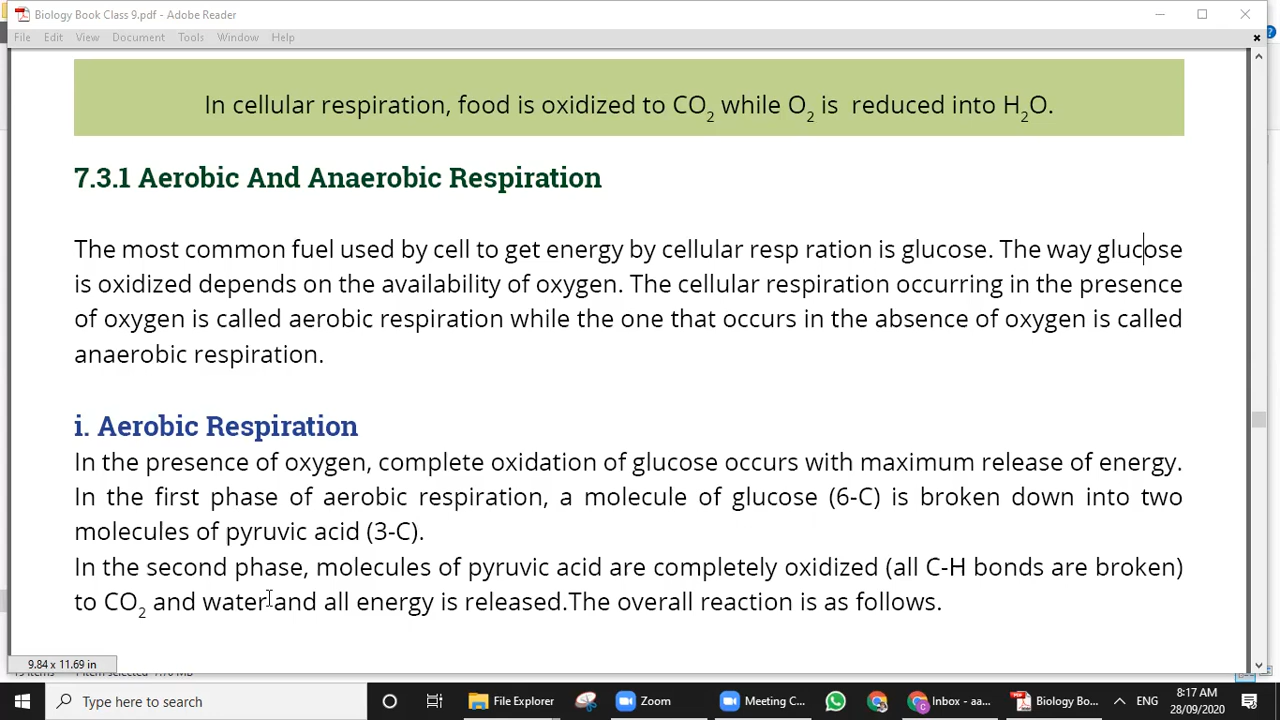 Biology Book Class 9.pdf - Adobe Reader
File Edit View Document Tools Window Help
In cellular respiration, food is oxidized to CO₂ while O₂ is reduced into H₂O.
7.3.1 Aerobic And Anaerobic Respiration
The most common fuel used by cell to get energy by cellular resp ration is glucose. The way glucose
is oxidized depends on the availability of oxygen. The cellular respiration occurring in the presence
of oxygen is called aerobic respiration while the one that occurs in the absence of oxygen is called
anaerobic respiration.
i. Aerobic Respiration
In the presence of oxygen, complete oxidation of glucose occurs with maximum release of energy.
In the first phase of aerobic respiration, a molecule of glucose (6-C) is broken down into two
molecules of pyruvic acid (3-C).
In the second phase, molecules of pyruvic acid are completely oxidized (all C-H bonds are broken)
to CO₂ and water and all energy is released.The overall reaction is as follows.
9.84 x 11.69 in
Type here to search
File Explorer
Zoom
Meeting C...
Inbox - aa...
Biology Bo...
ENG
8:17 AM
28/09/2020